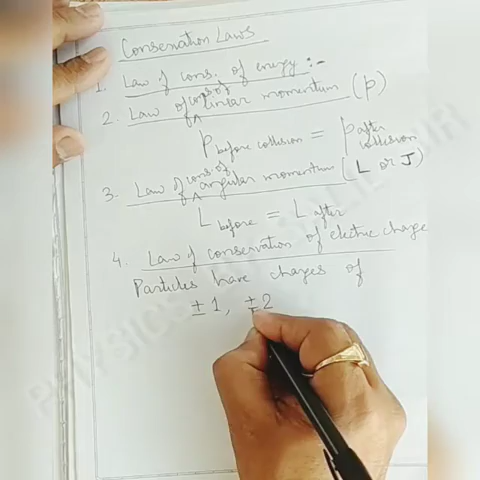 Conservation Laws
1. Law of cons. of energy :-
2. Law of cons of linear momentum (p)
p before collision = p after collision
3. Law of cons of angular momentum (L or J)
L before = L after
4. Law of conservation of electric charge
Particles have charges of
± 1, ± 2